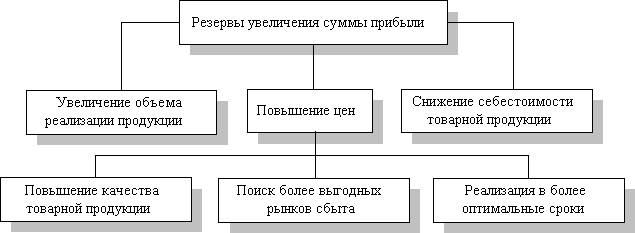 Резервы увеличения суммы прибыли
Увеличение объема
реализации продукции
Повышение цен
Снижение себестоимости
товарной продукции
Повышение качества
товарной продукции
Поиск более выгодных
рынков сбыта
Реализация в более
оптимальные сроки